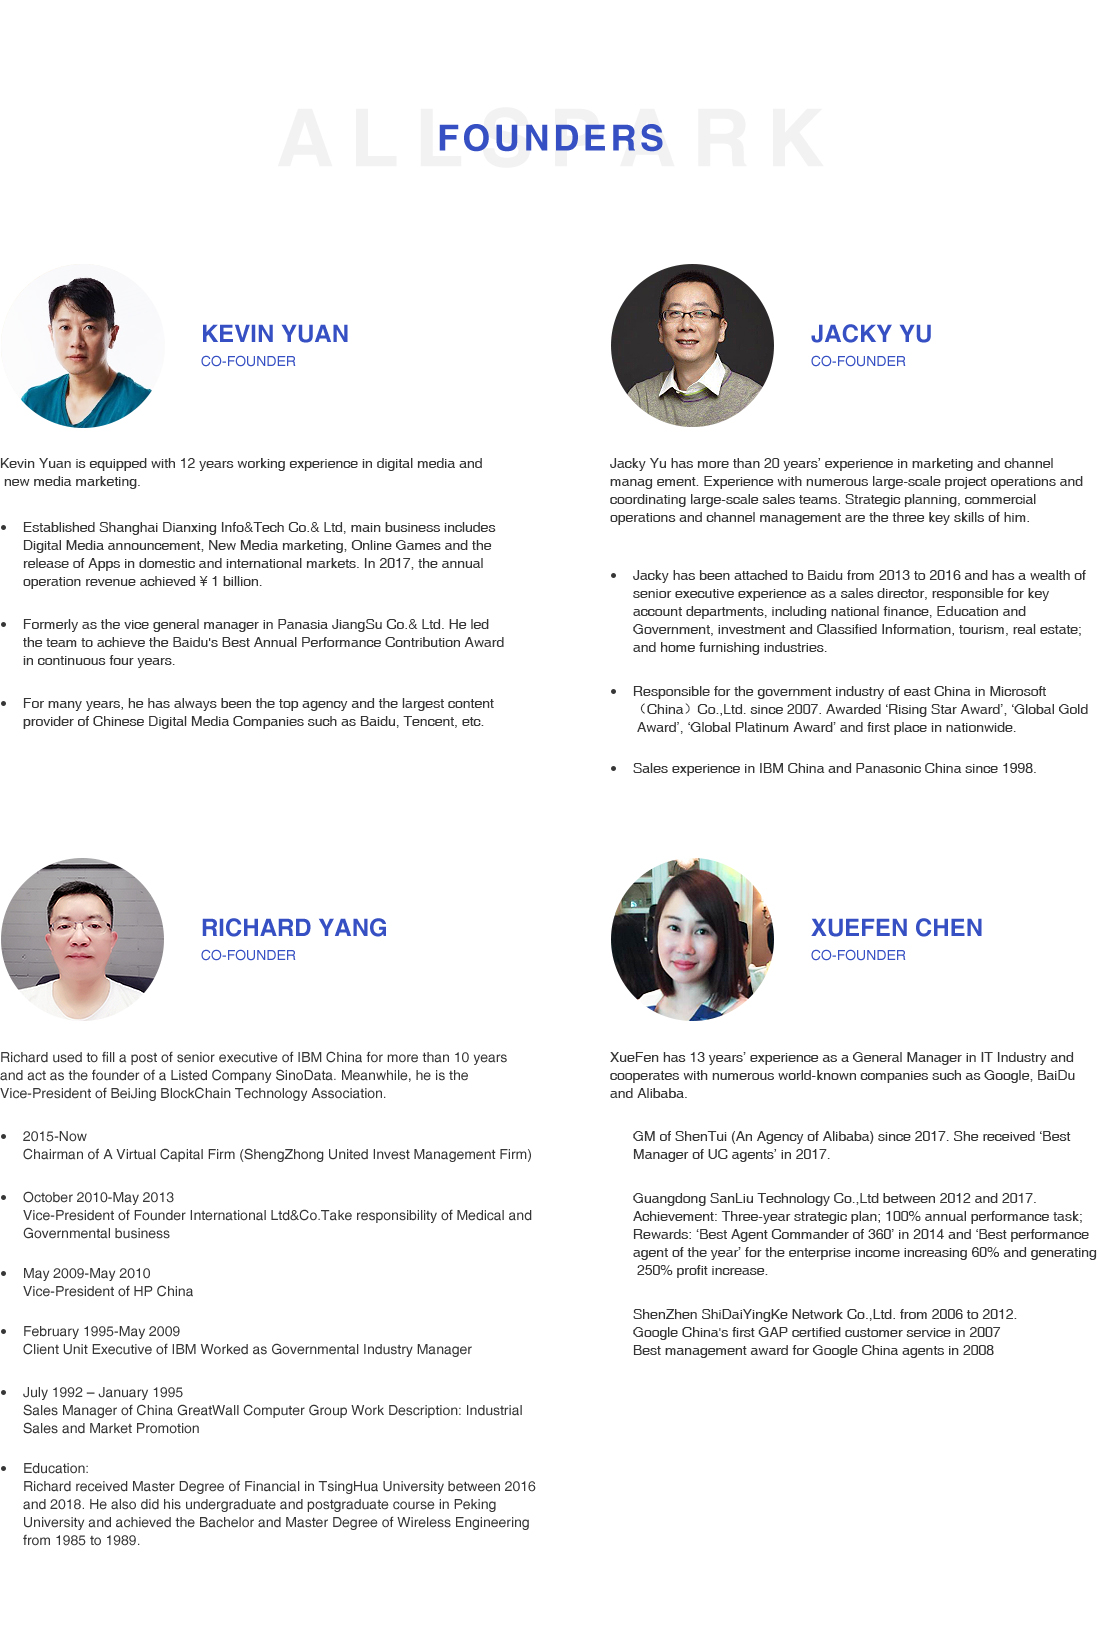 ALLSPARK
FOUNDERS
KEVIN YUAN
CO-FOUNDER
Kevin Yuan is equipped with 12 years working experience in digital media and
new media marketing.
• Established Shanghai Dianxing Info&Tech Co.& Ltd, main business includes
Digital Media announcement, New Media marketing, Online Games and the
release of Apps in domestic and international markets. In 2017, the annual
operation revenue achieved ¥ 1 billion.
• Formerly as the vice general manager in Panasia JiangSu Co.& Ltd. He led
the team to achieve the Baidu's Best Annual Performance Contribution Award
in continuous four years.
• For many years, he has always been the top agency and the largest content
provider of Chinese Digital Media Companies such as Baidu, Tencent, etc.
JACKY YU
CO-FOUNDER
Jacky Yu has more than 20 years’ experience in marketing and channel
manag ement. Experience with numerous large-scale project operations and
coordinating large-scale sales teams. Strategic planning, commercial
operations and channel management are the three key skills of him.
• Jacky has been attached to Baidu from 2013 to 2016 and has a wealth of
senior executive experience as a sales director, responsible for key
account departments, including national finance, Education and
Government, investment and Classified Information, tourism, real estate;
and home furnishing industries.
• Responsible for the government industry of east China in Microsoft
（China）Co.,Ltd. since 2007. Awarded ‘Rising Star Award’, ‘Global Gold
Award’, ‘Global Platinum Award’ and first place in nationwide.
• Sales experience in IBM China and Panasonic China since 1998.
RICHARD YANG
CO-FOUNDER
Richard used to fill a post of senior executive of IBM China for more than 10 years
and act as the founder of a Listed Company SinoData. Meanwhile, he is the
Vice-President of BeiJing BlockChain Technology Association.
• 2015-Now
Chairman of A Virtual Capital Firm (ShengZhong United Invest Management Firm)
• October 2010-May 2013
Vice-President of Founder International Ltd&Co.Take responsibility of Medical and
Governmental business
• May 2009-May 2010
Vice-President of HP China
• February 1995-May 2009
Client Unit Executive of IBM Worked as Governmental Industry Manager
• July 1992 – January 1995
Sales Manager of China GreatWall Computer Group Work Description: Industrial
Sales and Market Promotion
• Education:
Richard received Master Degree of Financial in TsingHua University between 2016
and 2018. He also did his undergraduate and postgraduate course in Peking
University and achieved the Bachelor and Master Degree of Wireless Engineering
from 1985 to 1989.
XUEFEN CHEN
CO-FOUNDER
XueFen has 13 years’ experience as a General Manager in IT Industry and
cooperates with numerous world-known companies such as Google, BaiDu
and Alibaba.
GM of ShenTui (An Agency of Alibaba) since 2017. She received ‘Best
Manager of UC agents’ in 2017.
Guangdong SanLiu Technology Co.,Ltd between 2012 and 2017.
Achievement: Three-year strategic plan; 100% annual performance task;
Rewards: ‘Best Agent Commander of 360’ in 2014 and ‘Best performance
agent of the year’ for the enterprise income increasing 60% and generating
250% profit increase.
ShenZhen ShiDaiYingKe Network Co.,Ltd. from 2006 to 2012.
Google China's first GAP certified customer service in 2007
Best management award for Google China agents in 2008